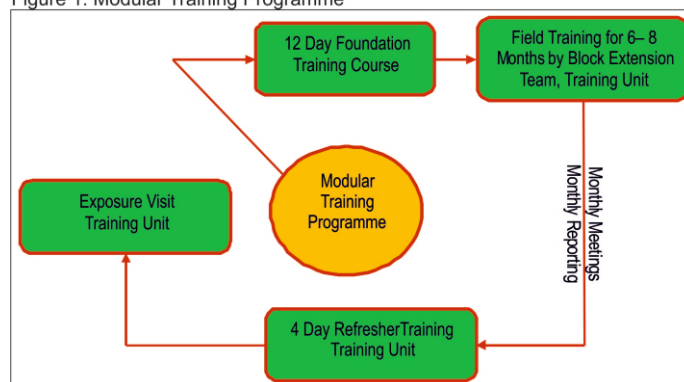 Figure 1. Modular Training Programme
12 Day Foundation
Training Course
Field Training for 6– 8
Months by Block Extension
Team, Training Unit
Modular
Training
Programme
Exposure Visit
Training Unit
Monthly Meetings
Monthly Reporting
4 Day RefresherTraining
Training Unit